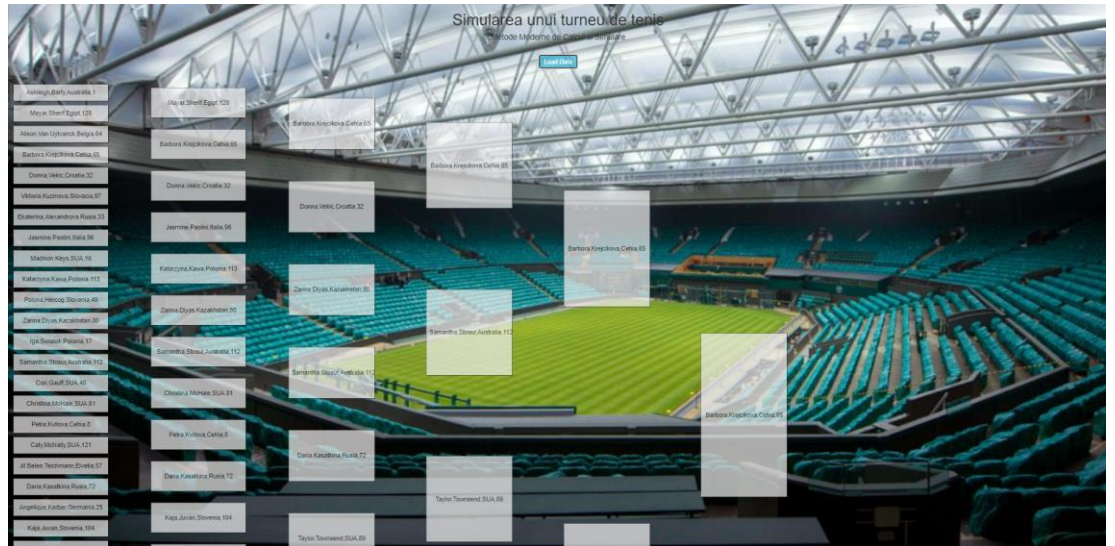 Simularea unui turneu de tenis
Metode Moderne de Calcul si Simulare
Load Data
Ashleigh,Barty,Australia,1
Mayar,Sherif,Egipt,128
Alison,Van Uytvanck,Belgia,64
Barbora,Krejcikova,Cehia,65
Donna,Vekic,Croatia,32
Viktoria,Kuzmova,Slovacia,97
Ekaterina,Alexandrova,Rusia,33
Jasmine,Paolini,Italia,96
Madison,Keys,SUA,16
Katarzyna,Kawa,Polonia,113
Polona,Hercog,Slovenia,49
Zarina,Diyas,Kazakhstan,80
Iga,Swiatek,Polonia,17
Samantha,Stosur,Australia,112
Cori,Gauff,SUA,48
Christina,McHale,SUA,81
Petra,Kvitova,Cehia,8
Caty,McNally,SUA,121
Jil Belen,Teichmann,Elvetia,57
Daria,Kasatkina,Rusia,72
Angelique,Kerber,Germania,25
Kaja,Juvan,Slovenia,104
Mayar,Sherif,Egipt,128
Barbora,Krejcikova,Cehia,65
Donna,Vekic,Croatia,32
Jasmine,Paolini,Italia,96
Katarzyna,Kawa,Polonia,113
Zarina,Diyas,Kazakhstan,80
Samantha,Stosur,Australia,112
Christina,McHale,SUA,81
Petra,Kvitova,Cehia,8
Daria,Kasatkina,Rusia,72
Kaja,Juvan,Slovenia,104
Barbora,Krejcikova,Cehia,65
Donna,Vekic,Croatia,32
Zarina,Diyas,Kazakhstan,80
Samantha,Stosur,Australia,112
Daria,Kasatkina,Rusia,72
Taylor,Townsend,SUA,89
Barbora,Krejcikova,Cehia,65
Samantha,Stosur,Australia,112
Taylor,Townsend,SUA,89
Barbora,Krejcikova,Cehia,65
Barbora,Krejcikova,Cehia,65